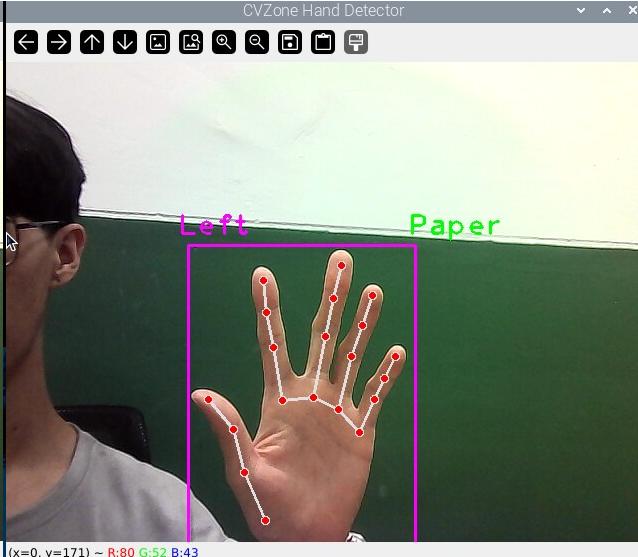 CVZone Hand Detector
Left Paper
(x=0, y=171) ~ R:80 G:52 B:43